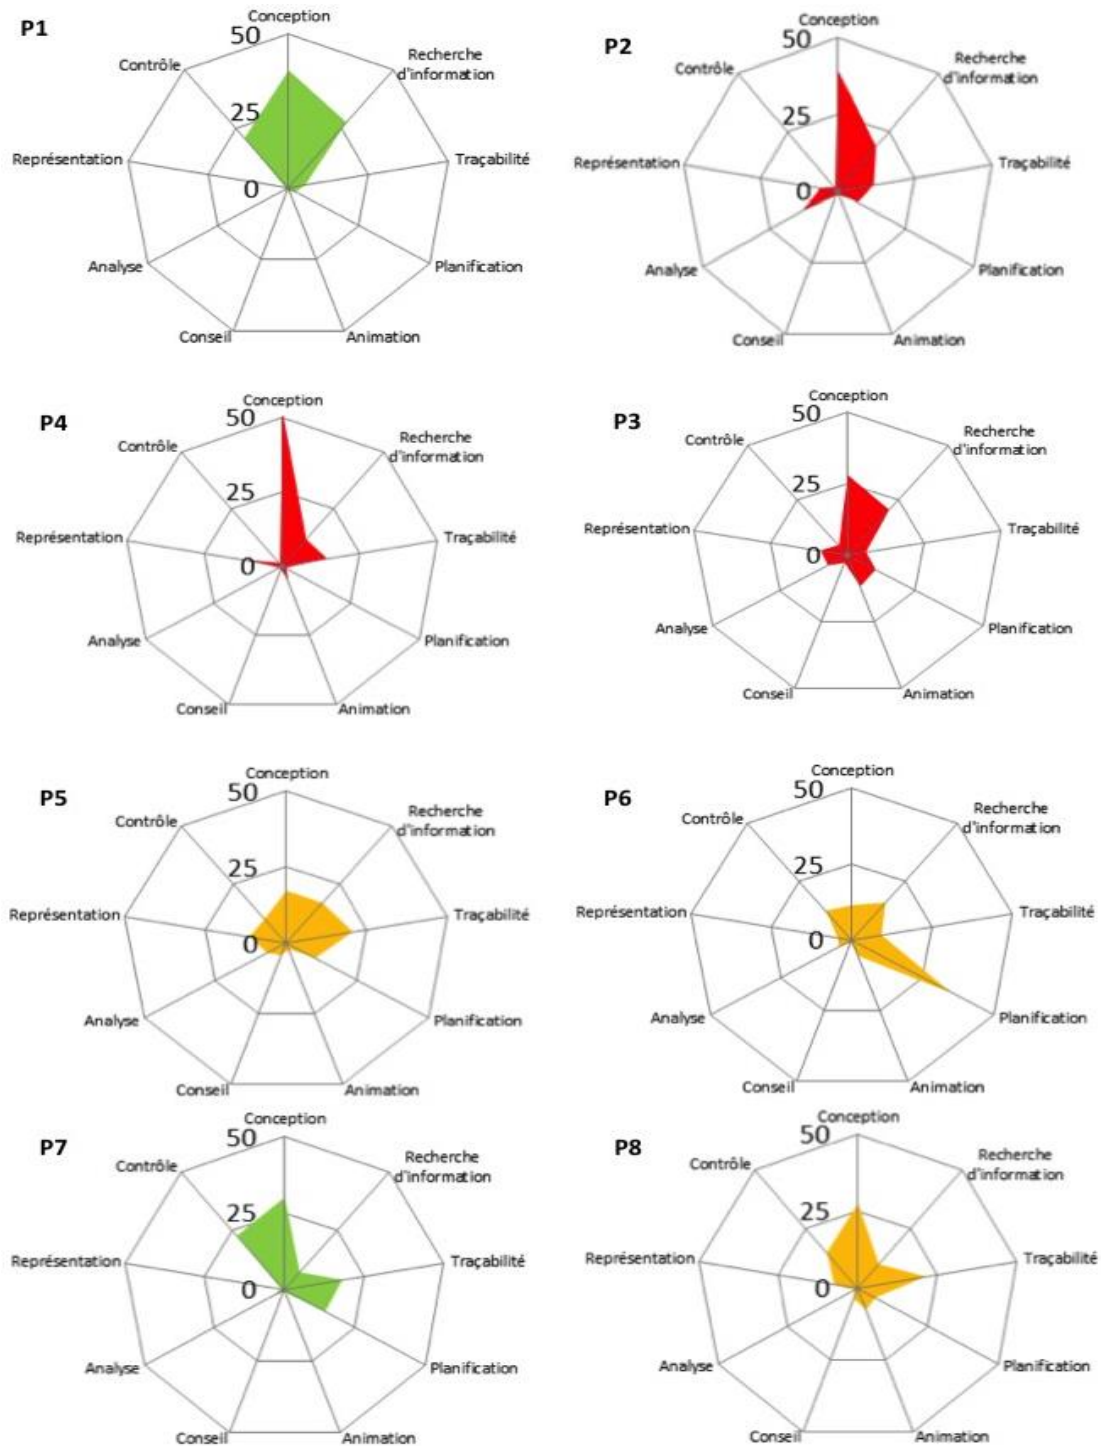 P1
Conception
50
Recherche
d'information
Contrôle
25
Représentation
Traçabilité
0
Analyse
Planification
Conseil
Animation
P2
Conception
50
Recherche
d'information
Contrôle
25
Représentation
Traçabilité
0
Analyse
Planification
Conseil
Animation
P4
Conception
50
Recherche
d'information
Contrôle
25
Représentation
Traçabilité
0
Analyse
Planification
Conseil
Animation
P3
Conception
50
Recherche
d'information
Contrôle
25
Représentation
Traçabilité
0
Analyse
Planification
Conseil
Animation
P5
Conception
50
Recherche
d'information
Contrôle
25
Représentation
Traçabilité
0
Analyse
Planification
Conseil
Animation
P6
Conception
50
Recherche
d'information
Contrôle
25
Représentation
Traçabilité
0
Analyse
Planification
Conseil
Animation
P7
Conception
50
Recherche
d'information
Contrôle
25
Représentation
Traçabilité
0
Analyse
Planification
Conseil
Animation
P8
Conception
50
Recherche
d'information
Contrôle
25
Représentation
Traçabilité
0
Analyse
Planification
Conseil
Animation